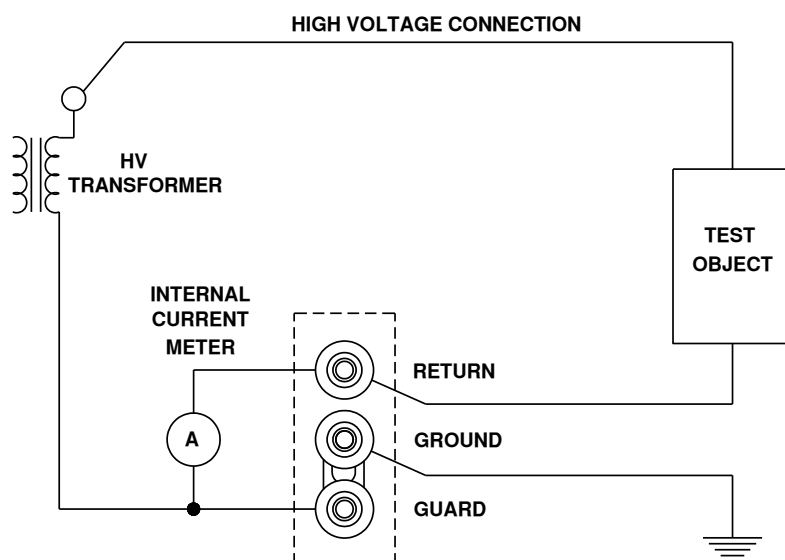 HIGH VOLTAGE CONNECTION
HV
TRANSFORMER
TEST
OBJECT
INTERNAL
CURRENT
METER
RETURN
A
GROUND
GUARD